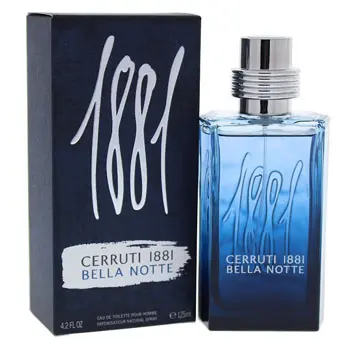 1881
CERRUTI 1881
BELLA NOTTE
EAU DE TOILETTE POUR HOMME
4.2 FL.OZ VAPORISATEUR NATURAL SPRAY e125ml
1881
CERRUTI 1881
BELLA NOTTE